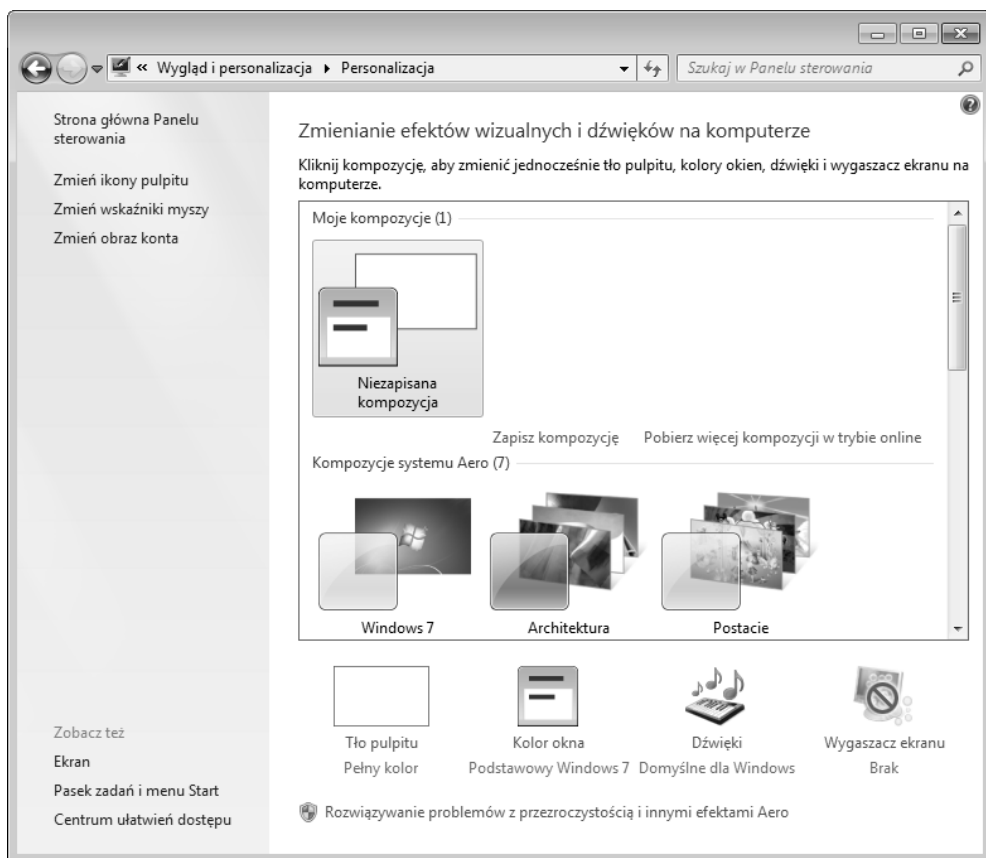 « Wygląd i personalizacja ▸ Personalizacja
Szukaj w Panelu sterowania
Strona główna Panelu
sterowania
Zmień ikony pulpitu
Zmień wskaźniki myszy
Zmień obraz konta
Zobacz też
Ekran
Pasek zadań i menu Start
Centrum ułatwień dostępu
Zmienianie efektów wizualnych i dźwięków na komputerze
Kliknij kompozycję, aby zmienić jednocześnie tło pulpitu, kolory okien, dźwięki i wygaszacz ekranu na
komputerze.
Moje kompozycje (1)
Niezapisana
kompozycja
Zapisz kompozycję Pobierz więcej kompozycji w trybie online
Kompozycje systemu Aero (7)
Windows 7 Architektura Postacie
Tło pulpitu Kolor okna Dźwięki Wygaszacz ekranu
Pełny kolor Podstawowy Windows 7 Domyślne dla Windows Brak
Rozwiązywanie problemów z przezroczystością i innymi efektami Aero